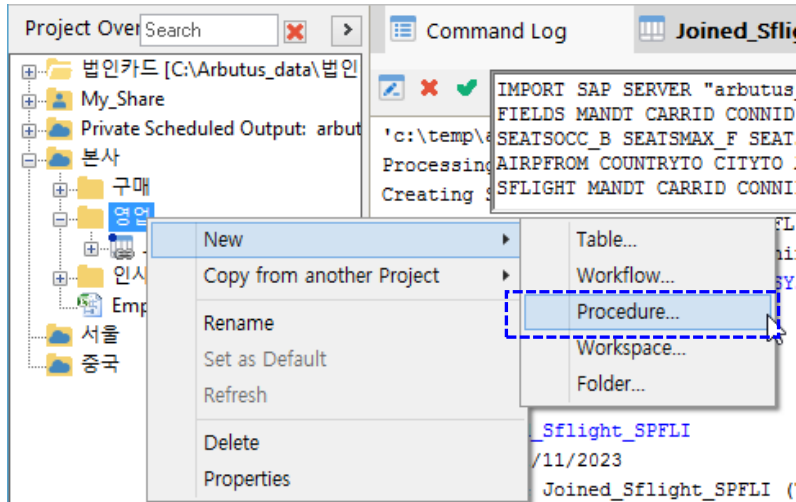 Project Over
Search
법인카드 [C:\Arbutus_data\법인
My_Share
Private Scheduled Output: arbut
본사
구매
영업
인사
Emp
서울
중국
Command Log
Joined_Sflig
IMPORT SAP SERVER "arbutus_
FIELDS MANDT CARRID CONNID
SEATSOCC_B SEATSMAX_F SEAT
AIRPFROM COUNTRYTO CITYTO
SFLIGHT MANDT CARRID CONNI
'c:\temp\
Processing
Creating
New
Copy from another Project
Rename
Set as Default
Refresh
Delete
Properties
Table...
Workflow...
Procedure...
Workspace...
Folder...
_Sflight_SPFLI
/11/2023
Joined_Sflight_SPFLI (